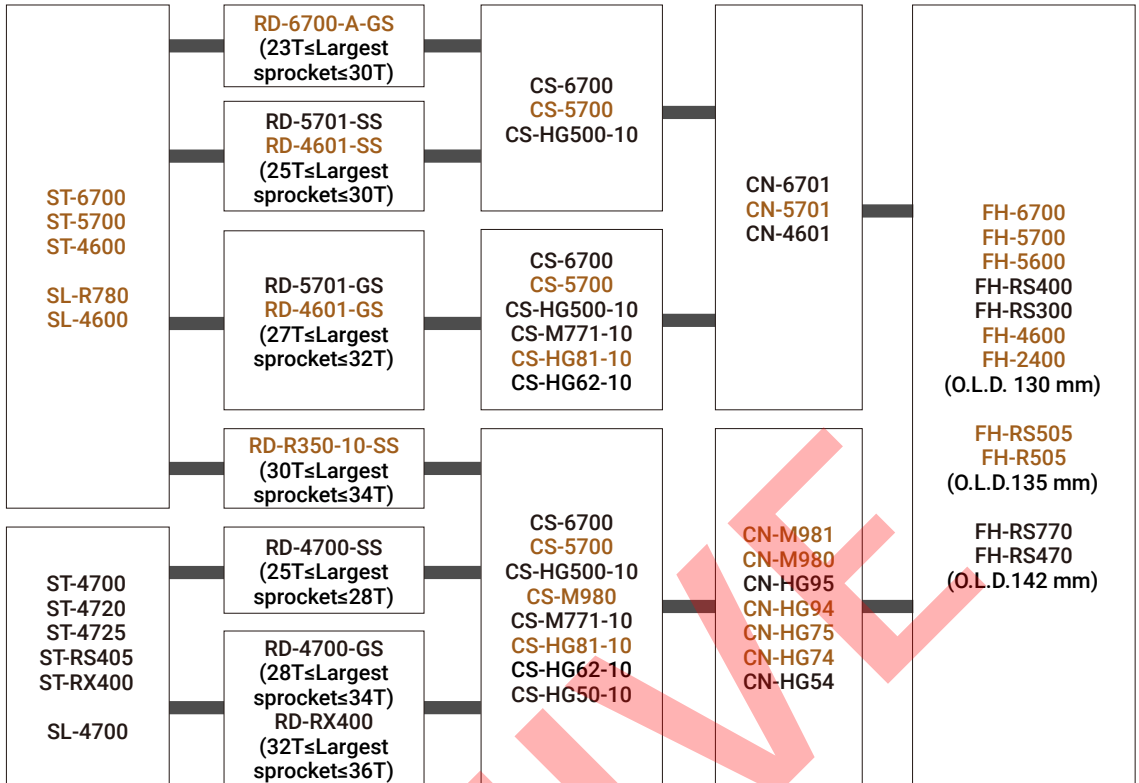 ST-6700
ST-5700
ST-4600
SL-R780
SL-4600
ST-4700
ST-4720
ST-4725
ST-RS405
ST-RX400
SL-4700
RD-6700-A-GS
(23T≤Largest
sprocket≤30T)
RD-5701-SS
RD-4601-SS
(25T≤Largest
sprocket≤30T)
RD-5701-GS
RD-4601-GS
(27T≤Largest
sprocket≤32T)
RD-R350-10-SS
(30T≤Largest
sprocket≤34T)
RD-4700-SS
(25T≤Largest
sprocket≤28T)
RD-4700-GS
(28T≤Largest
sprocket≤34T)
RD-RX400
(32T≤Largest
sprocket≤36T)
CS-6700
CS-5700
CS-HG500-10
CS-6700
CS-5700
CS-HG500-10
CS-M771-10
CS-HG81-10
CS-HG62-10
CS-6700
CS-5700
CS-HG500-10
CS-M980
CS-M771-10
CS-HG81-10
CS-HG62-10
CS-HG50-10
CN-6701
CN-5701
CN-4601
CN-M981
CN-M980
CN-HG95
CN-HG94
CN-HG75
CN-HG74
CN-HG54
FH-6700
FH-5700
FH-5600
FH-RS400
FH-RS300
FH-4600
FH-2400
(O.L.D. 130 mm)
FH-RS505
FH-R505
(O.L.D.135 mm)
FH-RS770
FH-RS470
(O.L.D.142 mm)